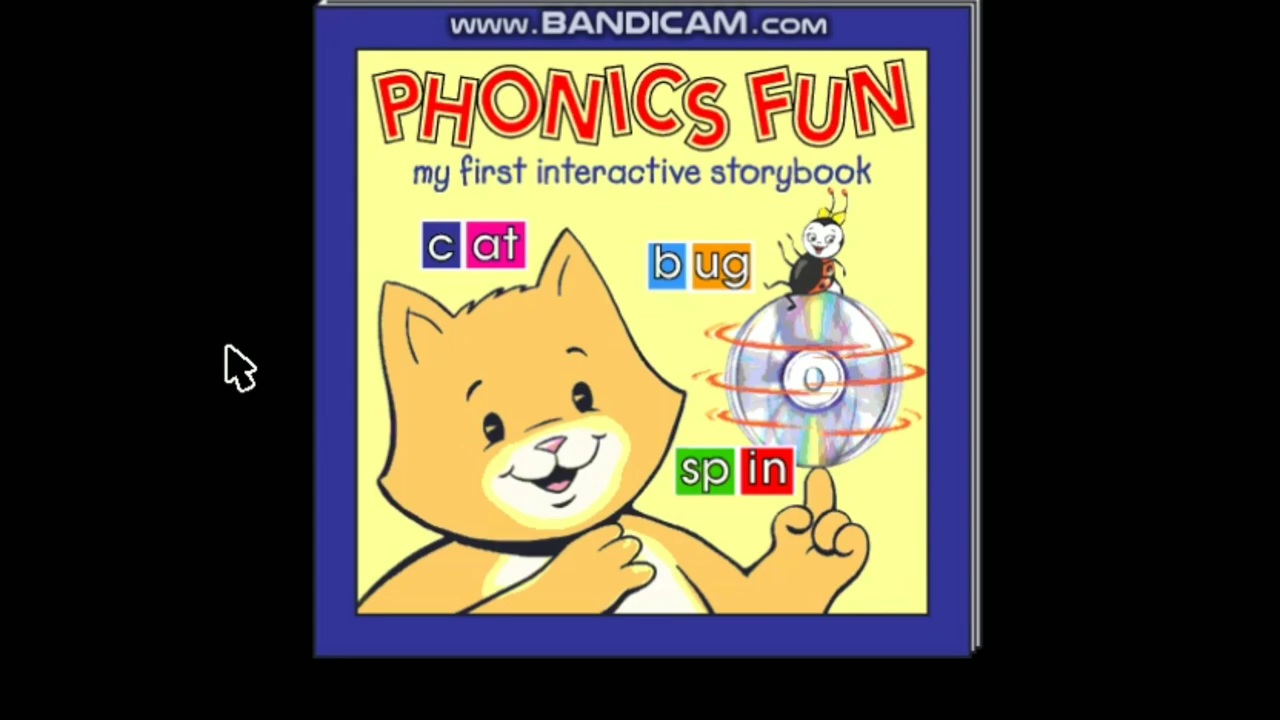 www.BANDICAM.com
PHONICS FUN
my first interactive storybook
c at
b ug
sp in